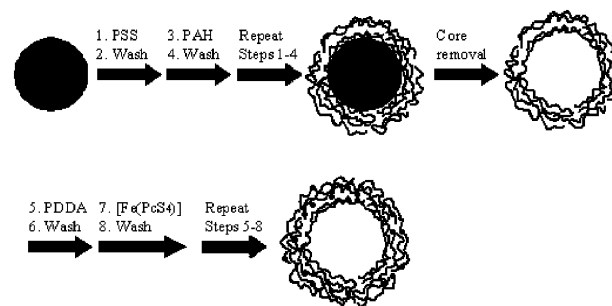 1. PSS
2. Wash
3. PAH
4. Wash
Repeat
Steps 1-4
Core
removal
5. PDDA
6. Wash
7. [Fe(PcS4)]
8. Wash
Repeat
Steps 5-8